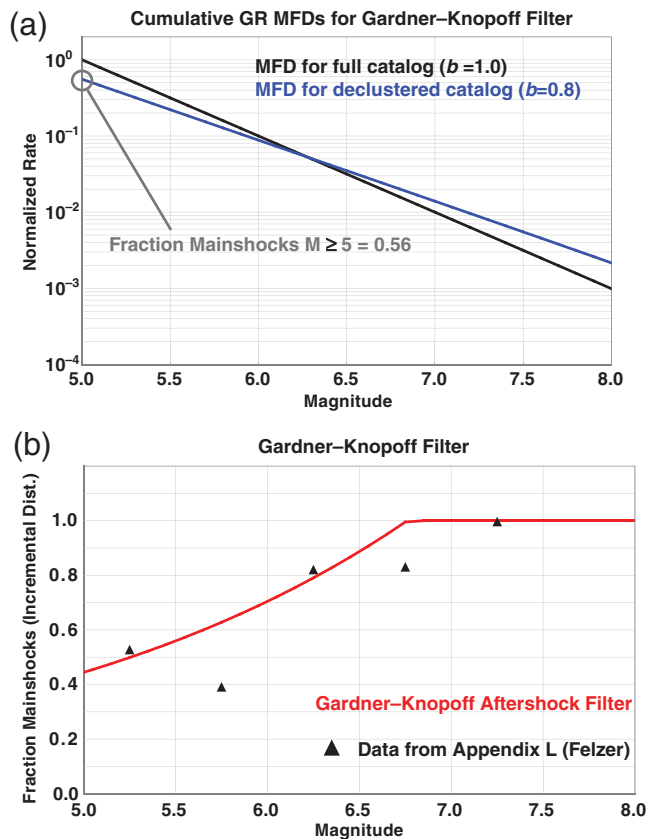 (a)
Cumulative GR MFDs for Gardner–Knopoff Filter
MFD for full catalog (b =1.0)
MFD for declustered catalog (b=0.8)
Fraction Mainshocks M ≥ 5 = 0.56
Normalized Rate
10⁰
10⁻¹
10⁻²
10⁻³
10⁻⁴
5.0 5.5 6.0 6.5 7.0 7.5 8.0
Magnitude
(b)
Gardner–Knopoff Filter
Fraction Mainshocks (Incremental Dist.)
1.0
0.8
0.6
0.4
0.2
0.0
Gardner–Knopoff Aftershock Filter
▲ Data from Appendix L (Felzer)
5.0 5.5 6.0 6.5 7.0 7.5 8.0
Magnitude